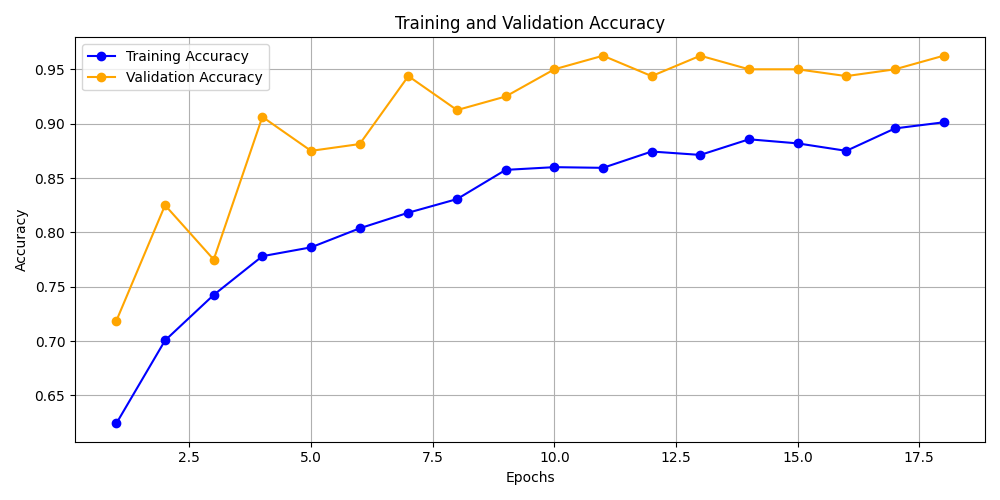 Training and Validation Accuracy
Training Accuracy
Validation Accuracy
Accuracy
0.95
0.90
0.85
0.80
0.75
0.70
0.65
2.5 5.0 7.5 10.0 12.5 15.0 17.5
Epochs